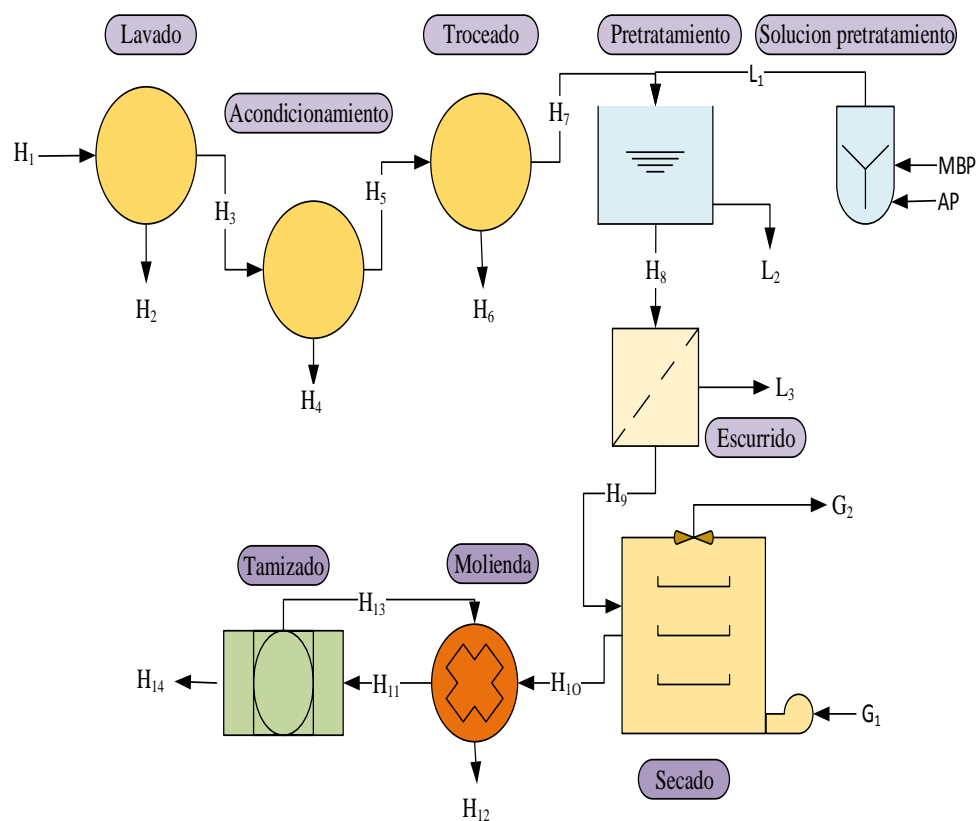 Lavado
Troceado
Pretratamiento
Solucion pretratamiento
L₁
Acondicionamiento
H₇
H₁
MBP
H₅
AP
H₃
H₂
H₆
H₈
L₂
H₄
L₃
Escurrido
H₉
G₂
Tamizado
Molienda
H₁₃
H₁₄
H₁₁
H₁₀
G₁
Secado
H₁₂